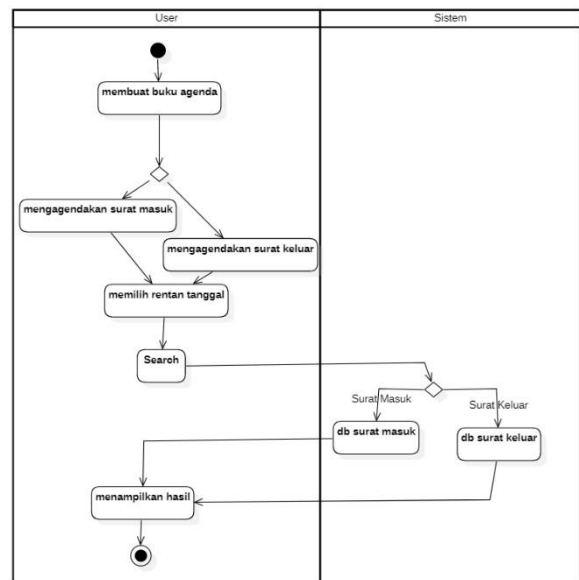 User
Sistem
membuat buku agenda
mengagendakan surat masuk
mengagendakan surat keluar
memilih rentan tanggal
Search
Surat Masuk
Surat Keluar
db surat masuk
db surat keluar
menampilkan hasil